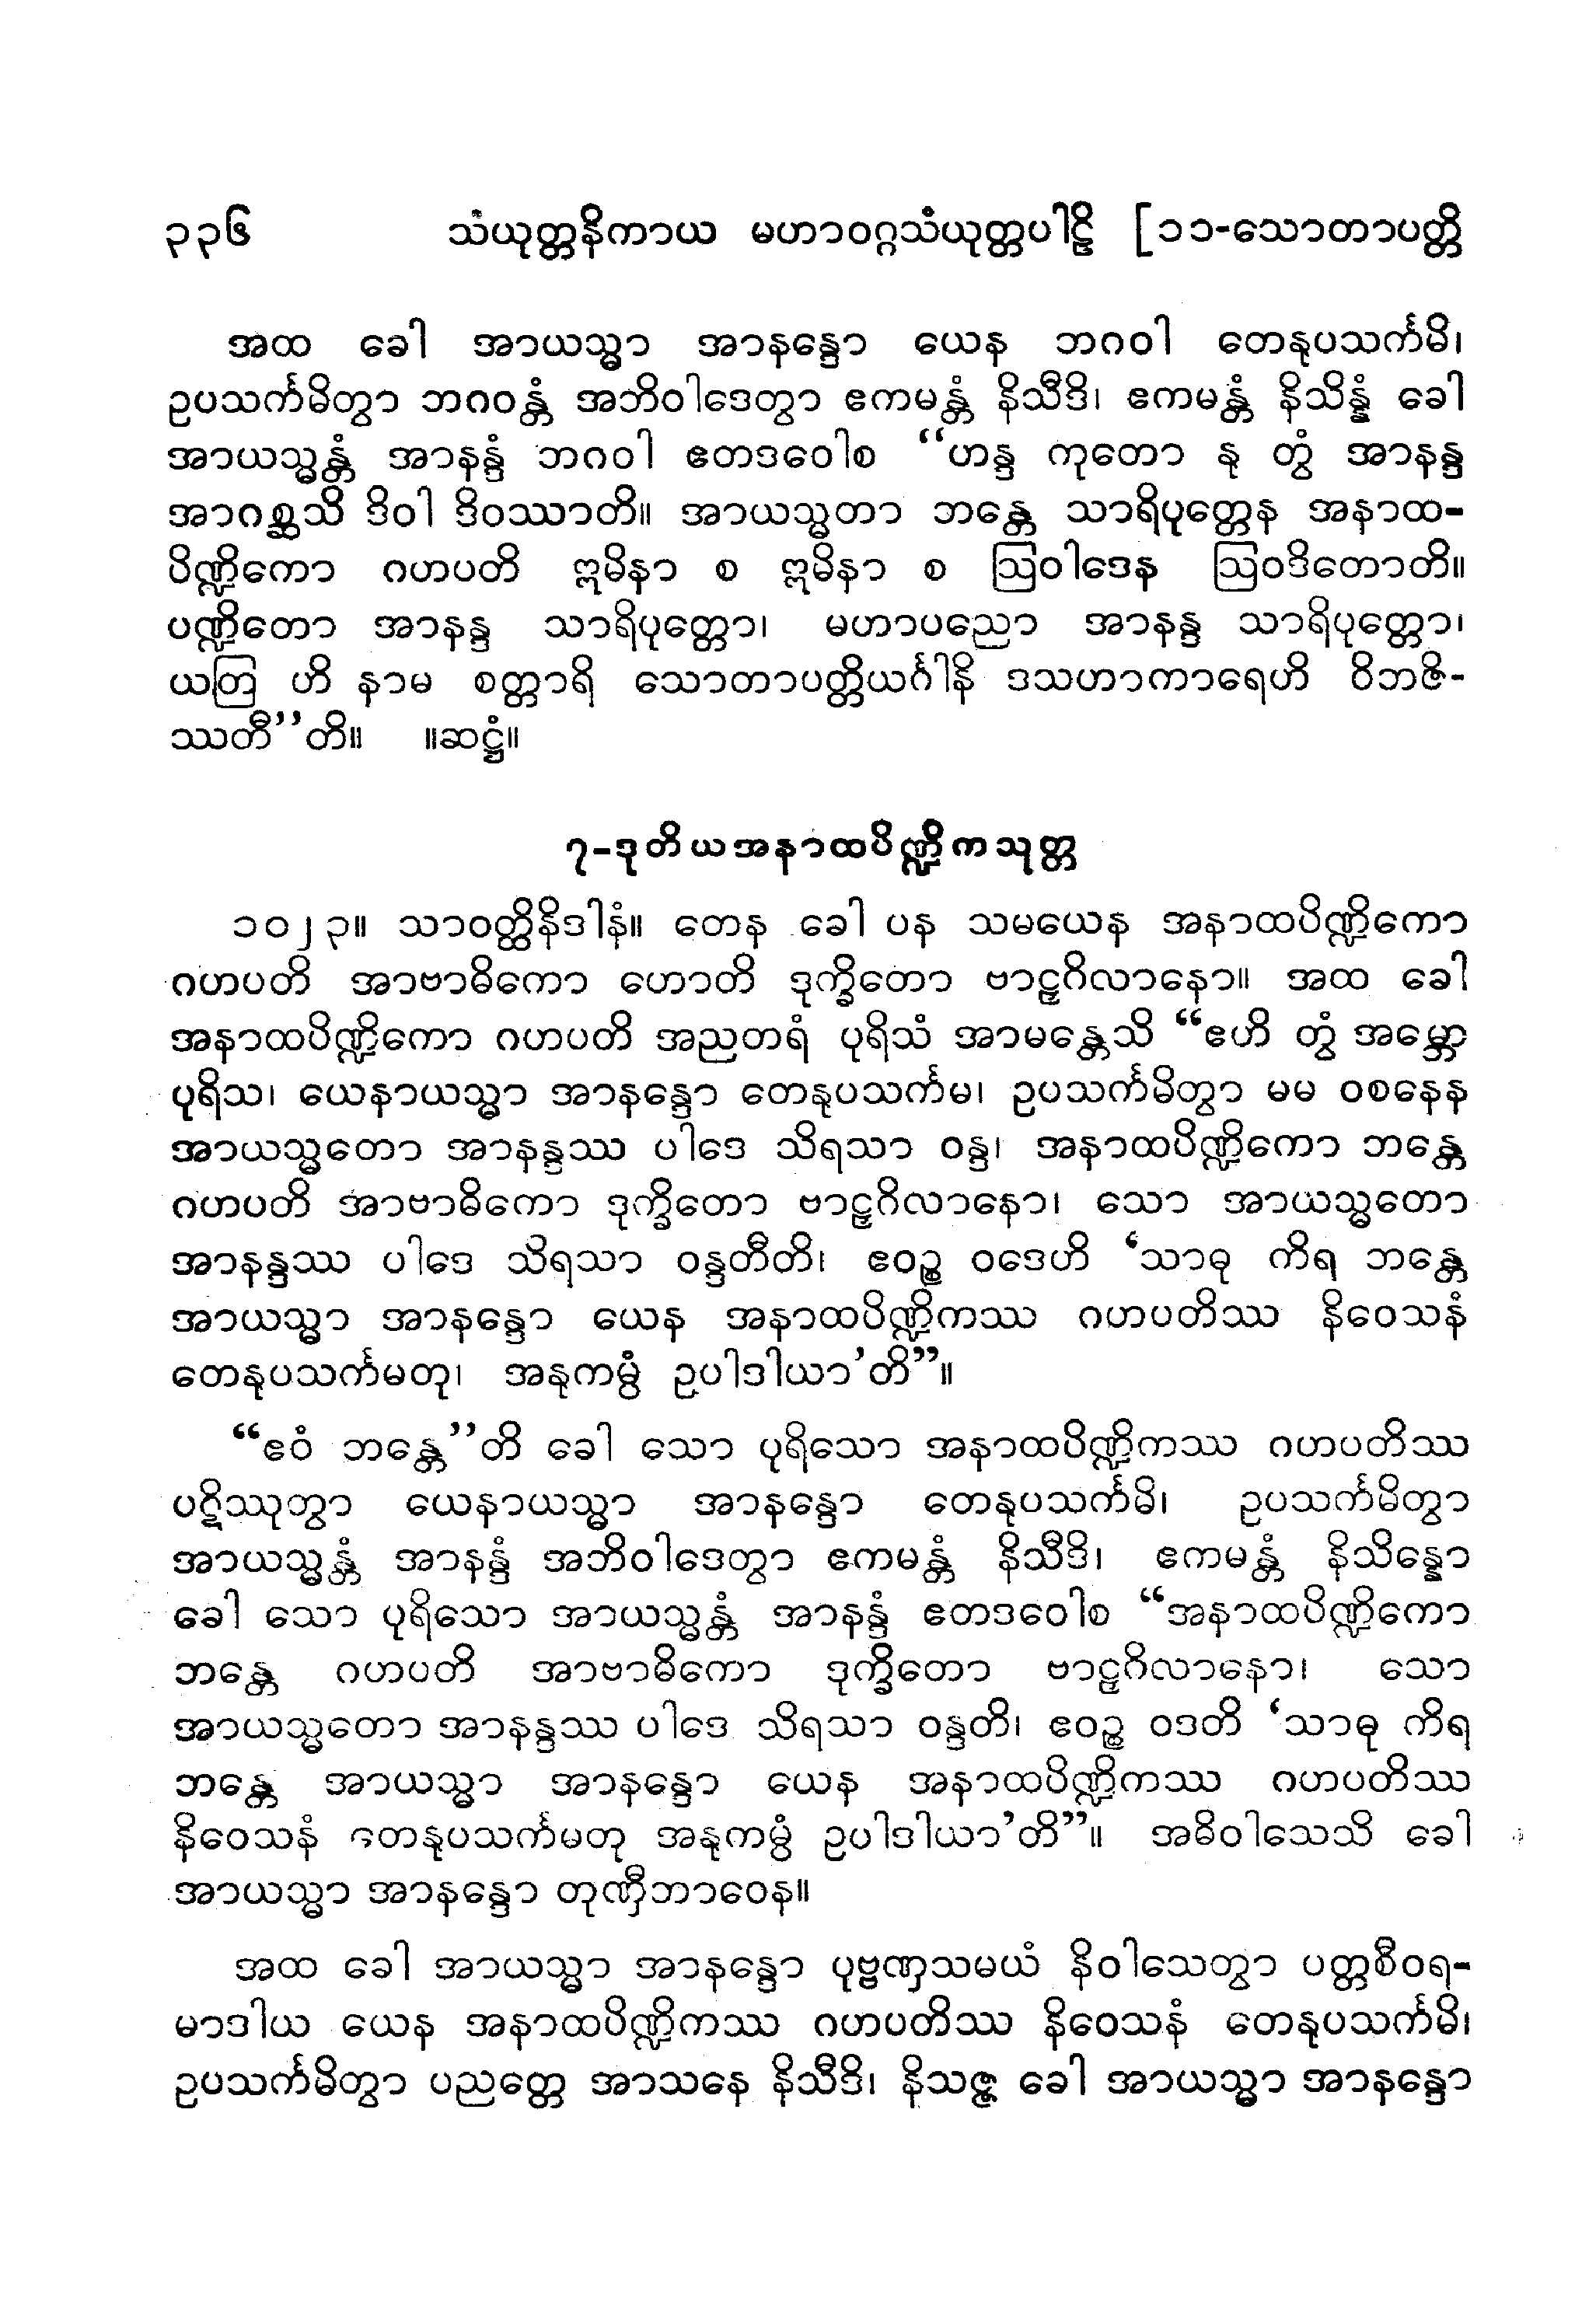 ၃၃၆ သံယုတ္တနိကာယ မဟာဝဂ္ဂသံယုတ္တပါဠိ [၁၁-သောတာပတ္တိ
အထ ခေါ အာယသ္မာ အာနန္ဒော ယေန ဘဂဝါ တေနုပသင်္ကမိ၊
ဥပသင်္ကမိတွာ ဘဂဝန္တံ အဘိဝါဒေတွာ ဧကမန္တံ နိသီဒိ၊ ဧကမန္တံ နိသိန္နံ ခေါ
အာယသ္မန္တံ အာနန္ဒံ ဘဂဝါ ဧတဒဝေါစ “ဟန္ဒ ကုတော နု တွံ အာနန္ဒ
အာဂစ္ဆသိ ဒိဝါ ဒိဝဿာတိ။ အာယသ္မတာ ဘန္တေ သာရိပုတ္တေန အနာထ-
ပိဏ္ဍိကော ဂဟပတိ ဣမိနာ စ ဣမိနာ စ ဩဝါဒေန ဩဝဒိတောတိ။
ပဏ္ဍိတော အာနန္ဒ သာရိပုတ္တော၊ မဟာပညော အာနန္ဒ သာရိပုတ္တော၊
ယတြ ဟိ နာမ စတ္တာရိ သောတာပတ္တိယင်္ဂါနိ ဒသဟာကာရေဟိ ဝိဘဇိ-
ဿတီ”တိ။ ။ဆဋ္ဌံ။
၇-ဒုတိယအနာထပိဏ္ဍိကသုတ္တ
၁၀၂၃။ သာဝတ္ထိနိဒါနံ။ တေန ခေါ ပန သမယေန အနာထပိဏ္ဍိကော
ဂဟပတိ အာဗာဓိကော ဟောတိ ဒုက္ခိတော ဗာဠှဂိလာနော။ အထ ခေါ
အနာထပိဏ္ဍိကော ဂဟပတိ အညတရံ ပုရိသံ အာမန္တေသိ “ဧဟိ တွံ အမ္ဘော
ပုရိသ၊ ယေနာယသ္မာ အာနန္ဒော တေနုပသင်္ကမ၊ ဥပသင်္ကမိတွာ မမ ဝစနေန
အာယသ္မတော အာနန္ဒဿ ပါဒေ သိရသာ ဝန္ဒ၊ အနာထပိဏ္ဍိကော ဘန္တေ
ဂဟပတိ အာဗာဓိကော ဒုက္ခိတော ဗာဠှဂိလာနော၊ သော အာယသ္မတော
အာနန္ဒဿ ပါဒေ သိရသာ ဝန္ဒတီတိ၊ ဧဝဉ္စ ဝဒေဟိ ‘သာဓု ကိရ ဘန္တေ
အာယသ္မာ အာနန္ဒော ယေန အနာထပိဏ္ဍိကဿ ဂဟပတိဿ နိဝေသနံ
တေနုပသင်္ကမတု၊ အနုကမ္ပံ ဥပါဒါယာ’တိ”။
“ဧဝံ ဘန္တေ”တိ ခေါ သော ပုရိသော အနာထပိဏ္ဍိကဿ ဂဟပတိဿ
ပဋိဿုတွာ ယေနာယသ္မာ အာနန္ဒော တေနုပသင်္ကမိ၊ ဥပသင်္ကမိတွာ
အာယသ္မန္တံ အာနန္ဒံ အဘိဝါဒေတွာ ဧကမန္တံ နိသီဒိ၊ ဧကမန္တံ နိသိန္နော
ခေါ သော ပုရိသော အာယသ္မန္တံ အာနန္ဒံ ဧတဒဝေါစ “အနာထပိဏ္ဍိကော
ဘန္တေ ဂဟပတိ အာဗာဓိကော ဒုက္ခိတော ဗာဠှဂိလာနော၊ သော
အာယသ္မတော အာနန္ဒဿ ပါဒေ သိရသာ ဝန္ဒတိ၊ ဧဝဉ္စ ဝဒတိ ‘သာဓု ကိရ
ဘန္တေ အာယသ္မာ အာနန္ဒော ယေန အနာထပိဏ္ဍိကဿ ဂဟပတိဿ
နိဝေသနံ တေနုပသင်္ကမတု အနုကမ္ပံ ဥပါဒါယာ’တိ”။ အဓိဝါသေသိ ခေါ
အာယသ္မာ အာနန္ဒော တုဏှီဘာဝေန။
အထ ခေါ အာယသ္မာ အာနန္ဒော ပုဗ္ဗဏှသမယံ နိဝါသေတွာ ပတ္တစီဝရ-
မာဒါယ ယေန အနာထပိဏ္ဍိကဿ ဂဟပတိဿ နိဝေသနံ တေနုပသင်္ကမိ၊
ဥပသင်္ကမိတွာ ပညတ္တေ အာသနေ နိသီဒိ၊ နိသဇ္ဇ ခေါ အာယသ္မာ အာနန္ဒော